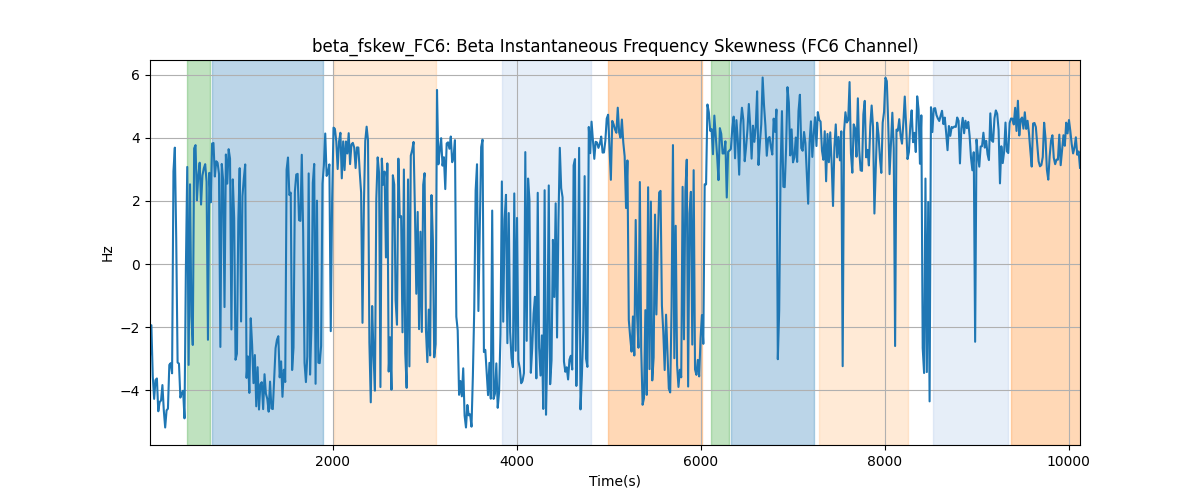 beta_fskew_FC6: Beta Instantaneous Frequency Skewness (FC6 Channel)
6
4
2
0
−2
−4
Hz
2000 4000 6000 8000 10000
Time(s)